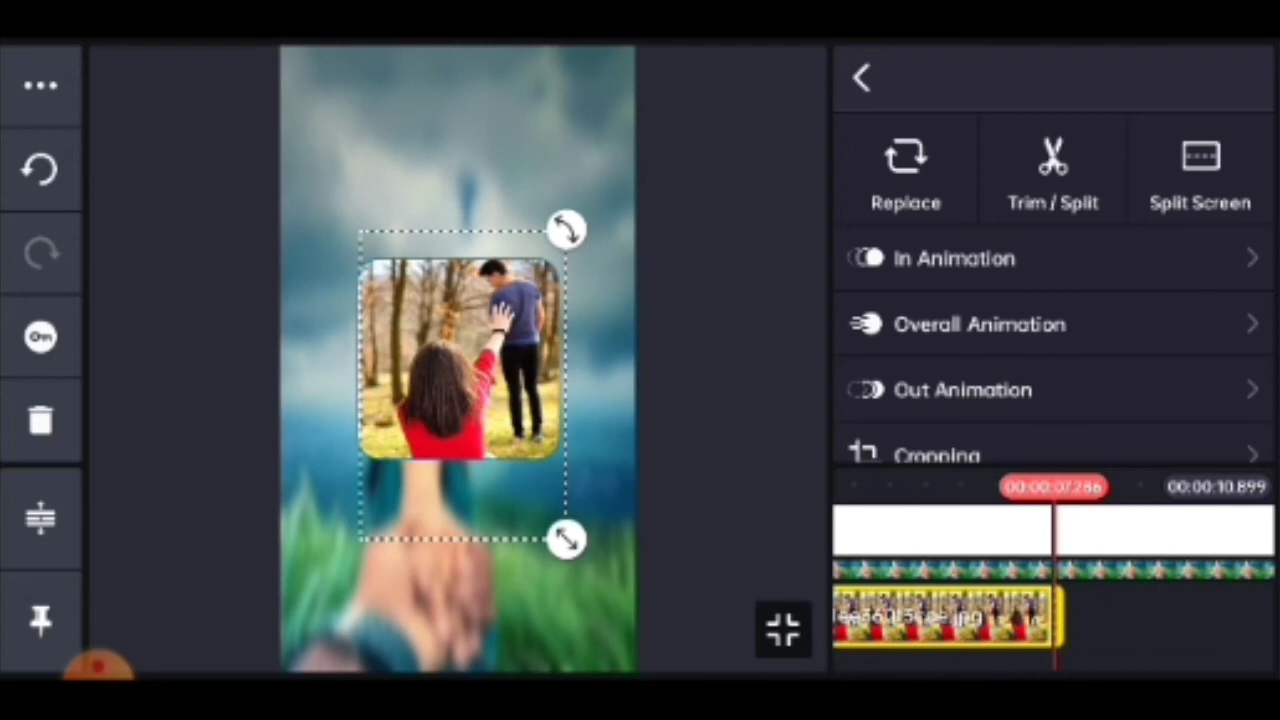 Replace
Trim / Split
Split Screen
In Animation
Overall Animation
Out Animation
Cropping
00:00:07.286
00:00:10.899